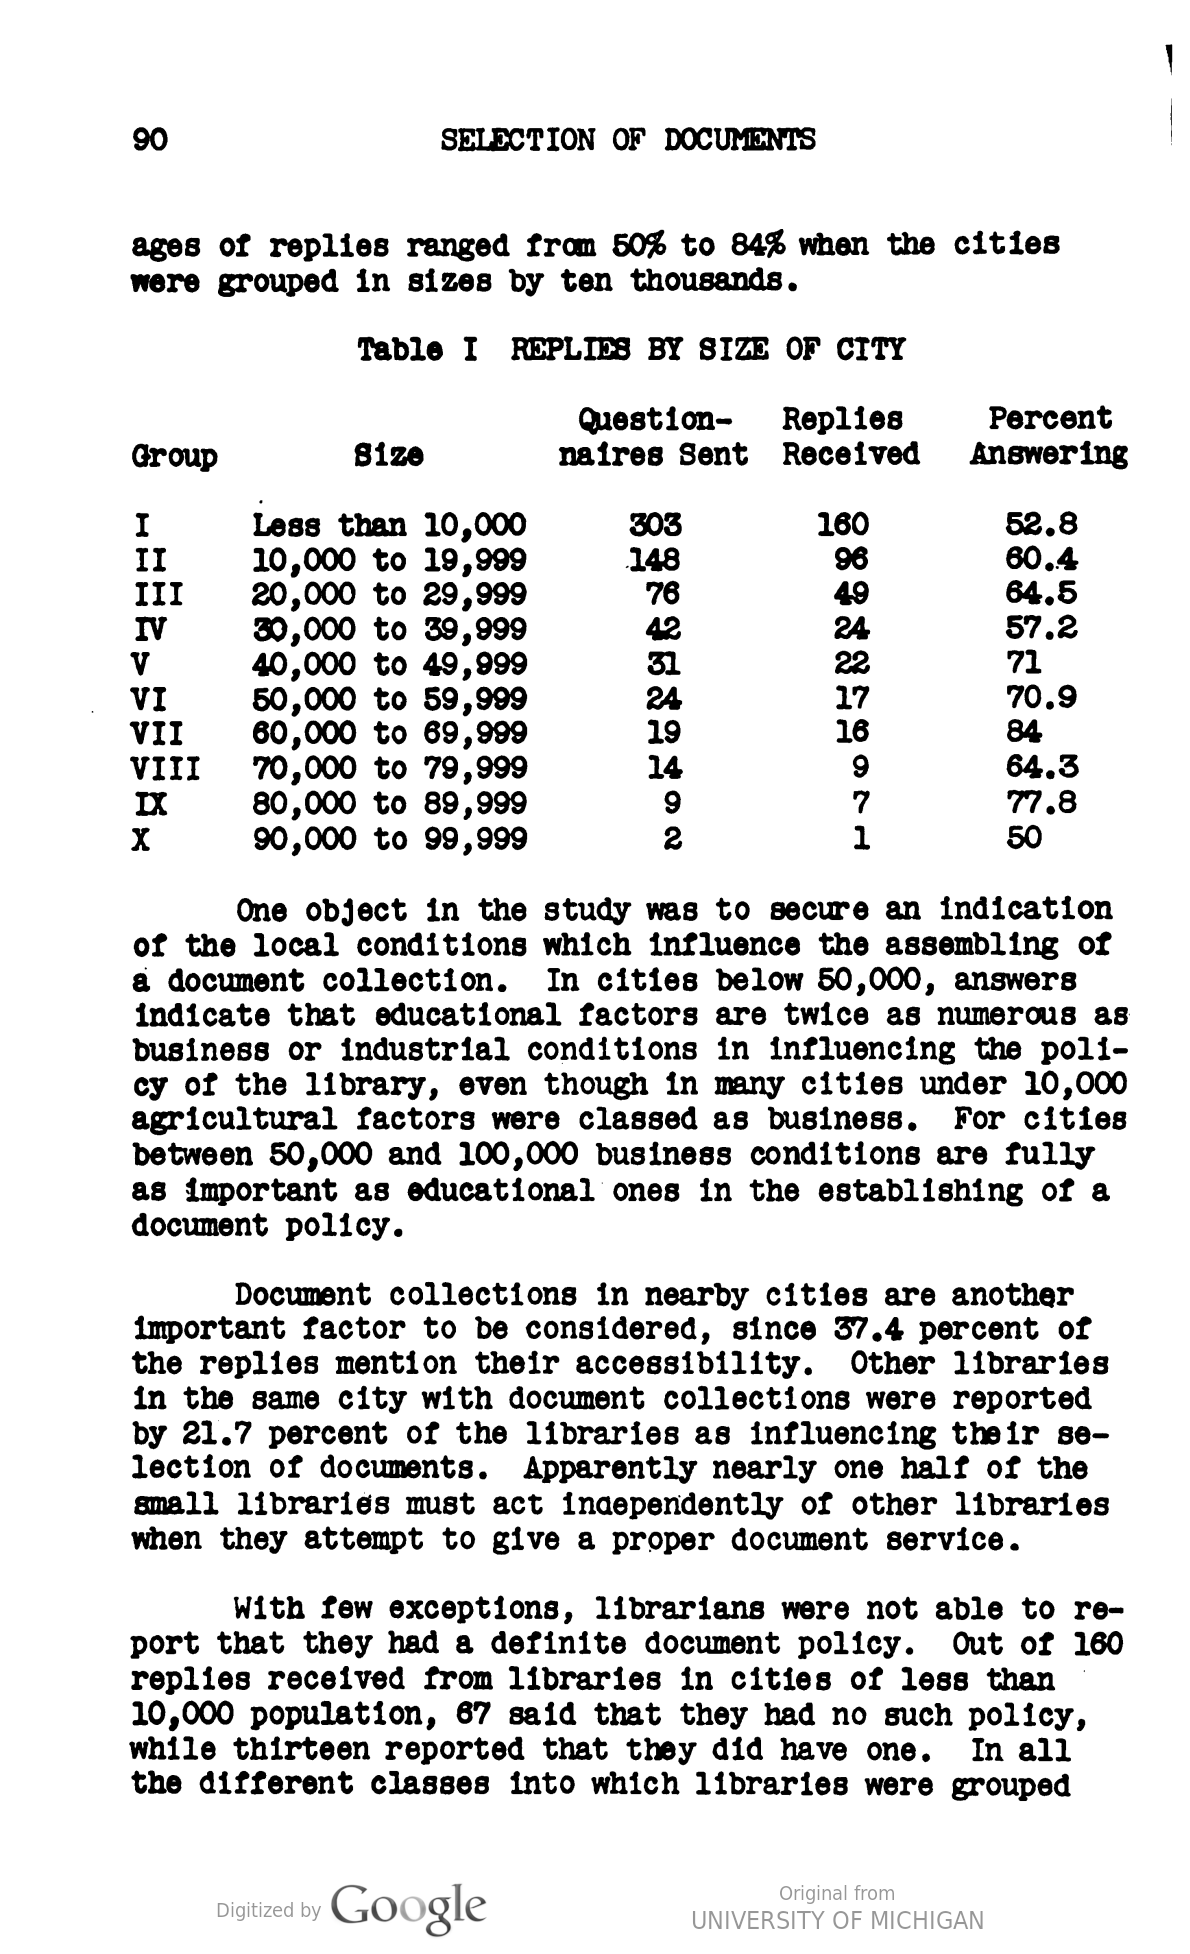 90 SELECTION OF DOCUMENTS
ages of replies ranged from 50% to 84% when the cities
were grouped in sizes by ten thousands.
Table I REPLIES BY SIZE OF CITY
Question- Replies Percent
Group Size naires Sent Received Answering
I Less than 10,000 303 160 52.8
II 10,000 to 19,999 148 96 60.4
III 20,000 to 29,999 76 49 64.5
IV 30,000 to 39,999 42 24 57.2
V 40,000 to 49,999 31 22 71
VI 50,000 to 59,999 24 17 70.9
VII 60,000 to 69,999 19 16 84
VIII 70,000 to 79,999 14 9 64.3
IX 80,000 to 89,999 9 7 77.8
X 90,000 to 99,999 2 1 50
One object in the study was to secure an indication
of the local conditions which influence the assembling of
a document collection. In cities below 50,000, answers
indicate that educational factors are twice as numerous as
business or industrial conditions in influencing the poli-
cy of the library, even though in many cities under 10,000
agricultural factors were classed as business. For cities
between 50,000 and 100,000 business conditions are fully
as important as educational ones in the establishing of a
document policy.
Document collections in nearby cities are another
important factor to be considered, since 37.4 percent of
the replies mention their accessibility. Other libraries
in the same city with document collections were reported
by 21.7 percent of the libraries as influencing their se-
lection of documents. Apparently nearly one half of the
small libraries must act independently of other libraries
when they attempt to give a proper document service.
With few exceptions, librarians were not able to re-
port that they had a definite document policy. Out of 160
replies received from libraries in cities of less than
10,000 population, 67 said that they had no such policy,
while thirteen reported that they did have one. In all
the different classes into which libraries were grouped
Digitized by Google
Original from
UNIVERSITY OF MICHIGAN